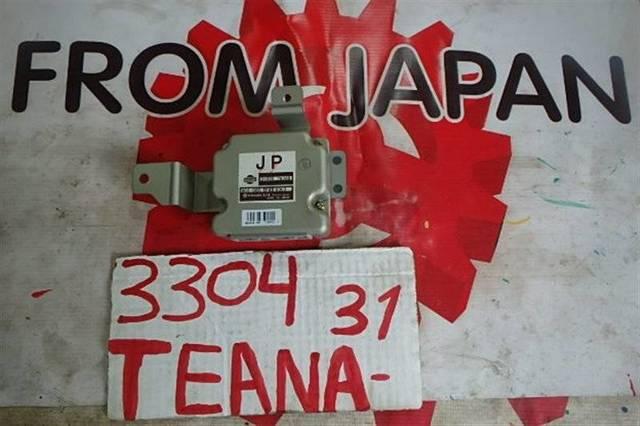 FROM JAPAN
JP
3304 31
TEANA-